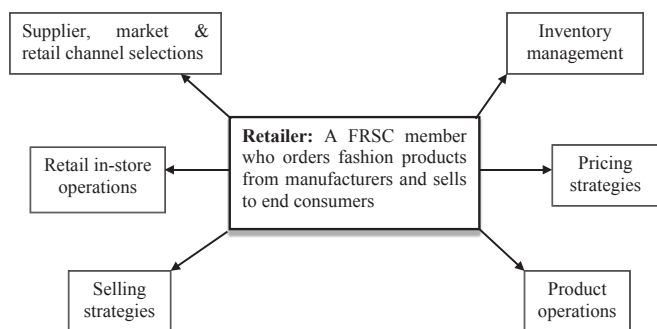 Supplier, market &
retail channel selections
Inventory
management
Retailer: A FRSC member
who orders fashion products
from manufacturers and sells
to end consumers
Retail in-store
operations
Pricing
strategies
Selling
strategies
Product
operations